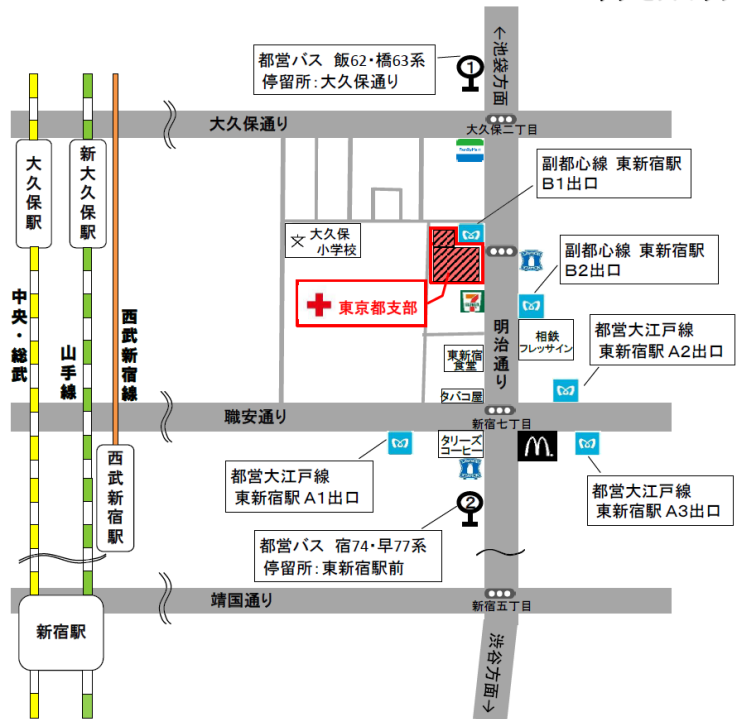 ←池袋方面
都営バス 飯62・橋63系
停留所:大久保通り
①
大久保通り
大久保二丁目
大久保駅
新大久保駅
FamilyMart
副都心線 東新宿駅
B1出口
大久保
小学校
副都心線 東新宿駅
B2出口
東京都支部
中央・総武
山手線
西武新宿線
明治通り
相鉄
フレッサイン
東新宿
食堂
都営大江戸線
東新宿駅A2出口
タバコ屋
職安通り
新宿七丁目
タリーズ
コーヒー
西武新宿駅
都営大江戸線
東新宿駅A1出口
都営大江戸線
東新宿駅A3出口
②
都営バス 宿74・早77系
停留所:東新宿駅前
靖国通り
新宿五丁目
新宿駅
渋谷方面→